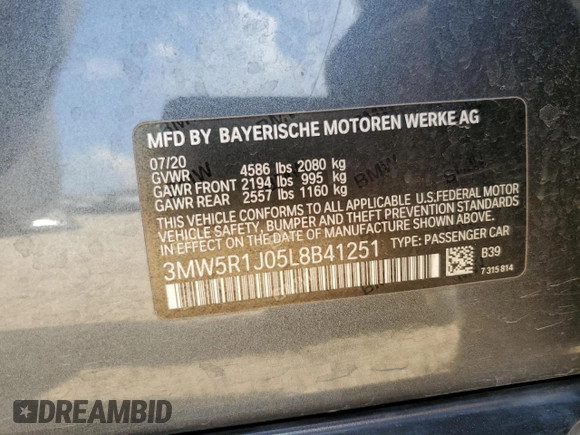 MFD BY BAYERISCHE MOTOREN WERKE AG
07/20
GVWR 4586 lbs 2080 kg
GAWR FRONT 2194 lbs 995 kg
GAWR REAR 2557 lbs 1160 kg
THIS VEHICLE CONFORMS TO ALL APPLICABLE U.S.FEDERAL MOTOR
VEHICLE SAFETY, BUMPER AND THEFT PREVENTION STANDARDS
IN EFFECT ON THE DATE OF MANUFACTURE SHOWN ABOVE.
3MW5R1J05L8B41251 TYPE: PASSENGER CAR
B39
7 315 814
DREAMBID